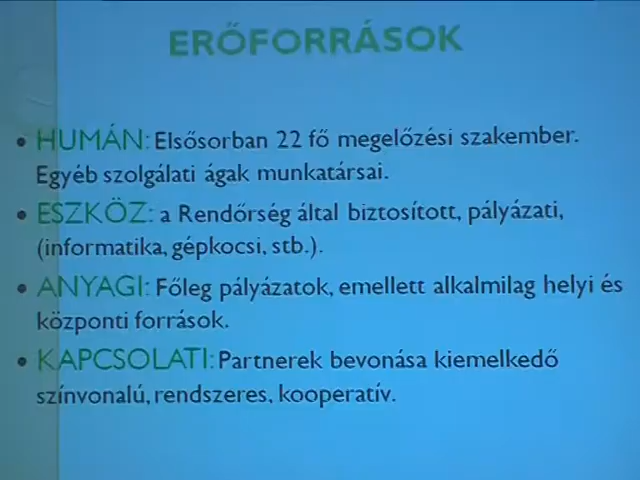 ERŐFORRÁSOK
• HUMÁN: Elsősorban 22 fő megelőzési szakember.
Egyéb szolgálati ágak munkatársai.
• ESZKÖZ: a Rendőrség által biztosított, pályázati,
(informatika, gépkocsi, stb.).
• ANYAGI: Főleg pályázatok, emellett alkalmilag helyi és
központi források.
• KAPCSOLATI: Partnerek bevonása kiemelkedő
színvonalú, rendszeres, kooperatív.